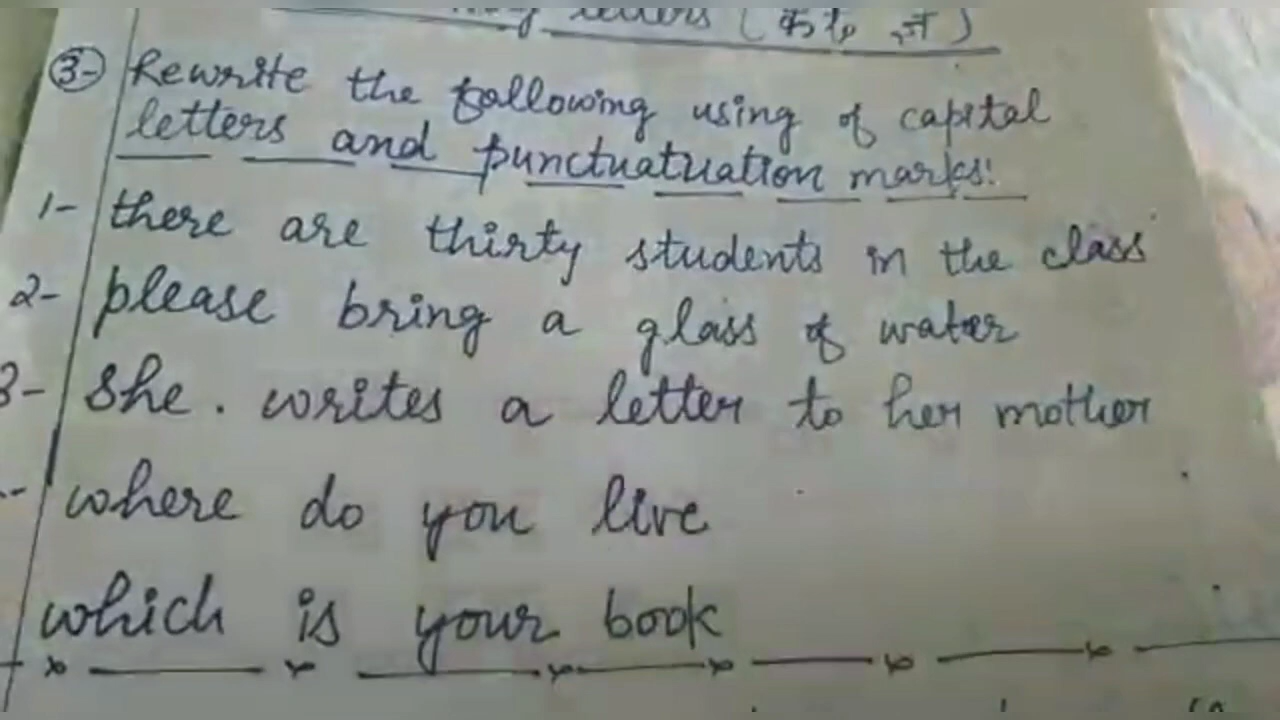 letters (
3- Rewrite the following using of capital
letters and punctuatuation marks:
1- there are thirty students in the class
2- please bring a glass of water
3- She. writes a letter to her mother
where do you live
which is your book